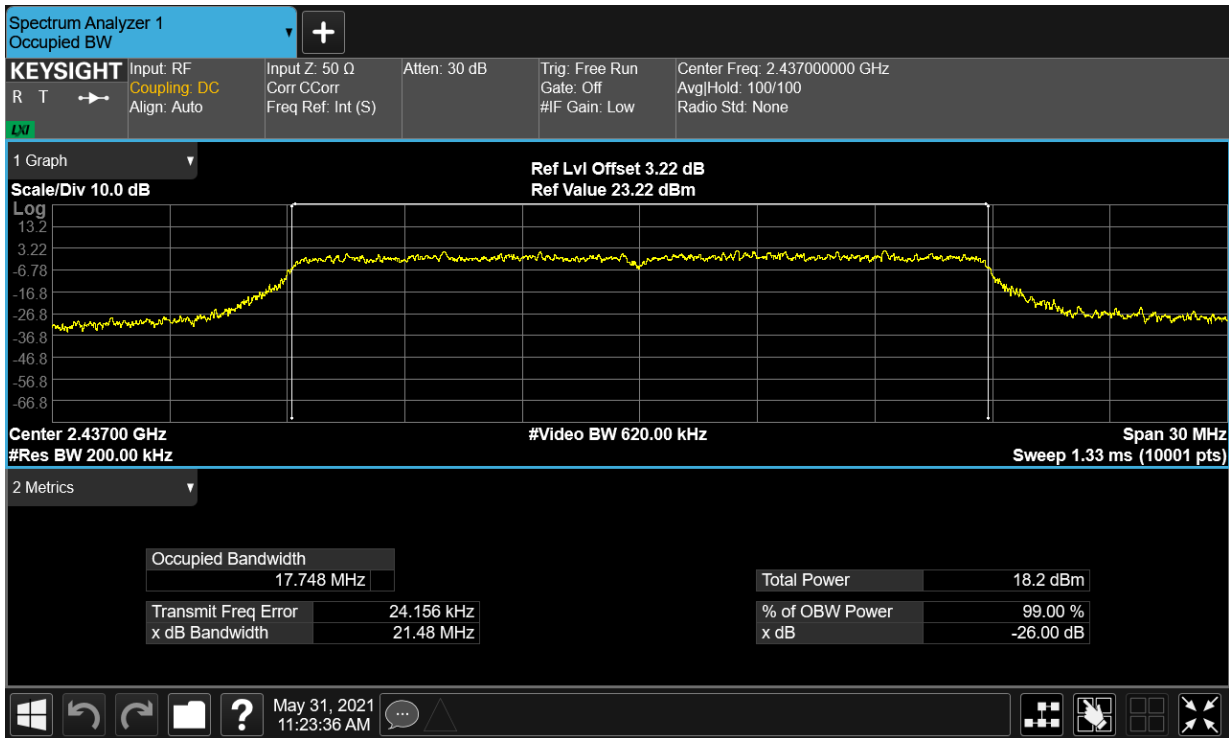 Spectrum Analyzer 1
Occupied BW
KEYSIGHT
R T
LXI
Input: RF
Coupling: DC
Align: Auto
Input Z: 50 Ω
Corr CCorr
Freq Ref: Int (S)
Atten: 30 dB
Trig: Free Run
Gate: Off
#IF Gain: Low
Center Freq: 2.437000000 GHz
Avg|Hold: 100/100
Radio Std: None
1 Graph
Scale/Div 10.0 dB
Ref Lvl Offset 3.22 dB
Ref Value 23.22 dBm
Log
13.2
3.22
-6.78
-16.8
-26.8
-36.8
-46.8
-56.8
-66.8
Center 2.43700 GHz
#Video BW 620.00 kHz
Span 30 MHz
#Res BW 200.00 kHz
Sweep 1.33 ms (10001 pts)
2 Metrics
Occupied Bandwidth
17.748 MHz
Total Power 18.2 dBm
Transmit Freq Error 24.156 kHz
% of OBW Power 99.00 %
x dB Bandwidth 21.48 MHz
x dB -26.00 dB
?
May 31, 2021
11:23:36 AM